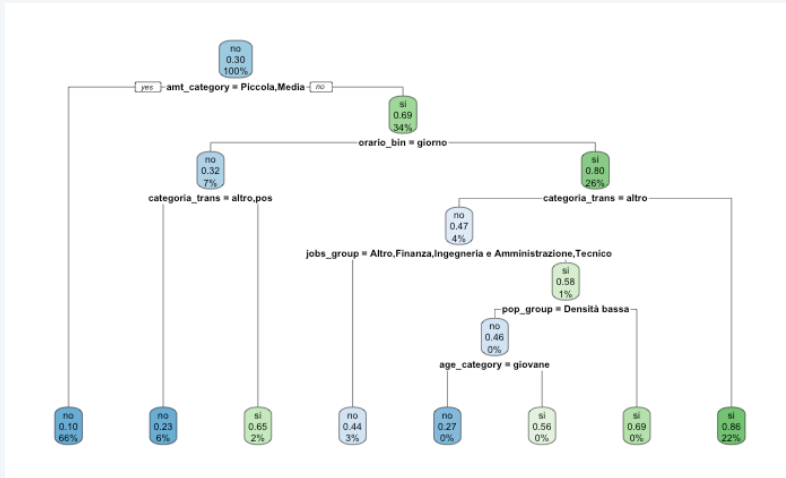 no
0.30
100%
yes amt_category = Piccola,Media no
si
0.69
34%
orario_bin = giorno
no
0.32
7%
si
0.80
26%
categoria_trans = altro,pos
categoria_trans = altro
no
0.47
4%
jobs_group = Altro,Finanza,Ingegneria e Amministrazione,Tecnico
si
0.58
1%
pop_group = Densità bassa
no
0.46
0%
age_category = giovane
no
0.10
66%
no
0.23
6%
si
0.65
2%
no
0.44
3%
no
0.27
0%
si
0.56
0%
si
0.69
0%
si
0.86
22%